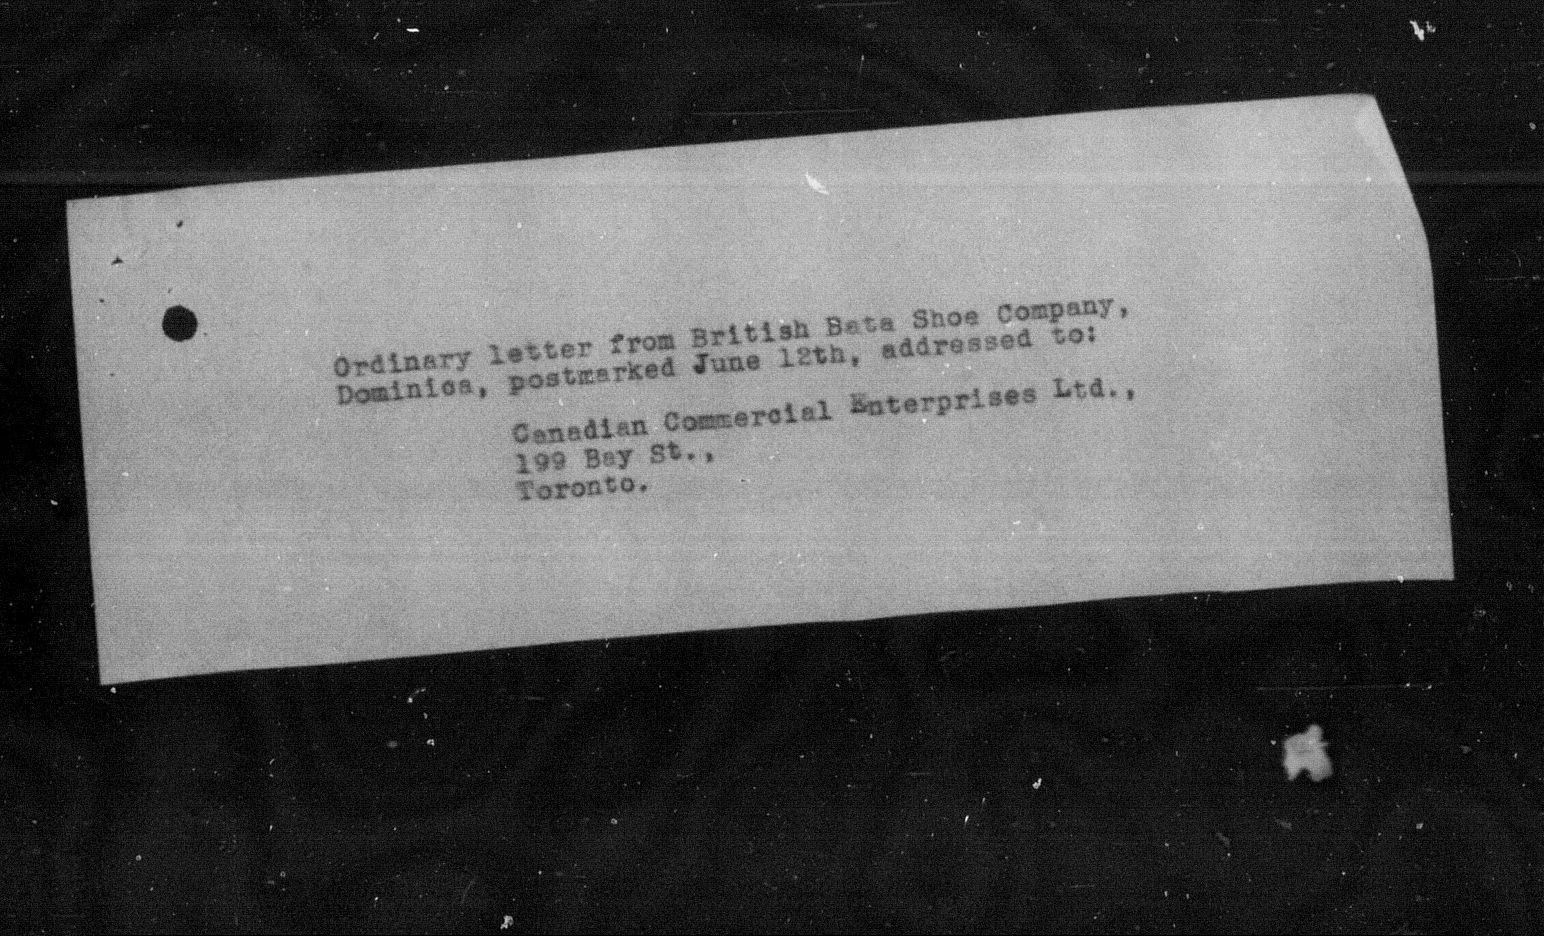 Ordinary letter from British Bata Shoe Company,
Dominica, postmarked June 12th, addressed to:
Canadian Commercial Enterprises Ltd.,
199 Bay St.,
Toronto.